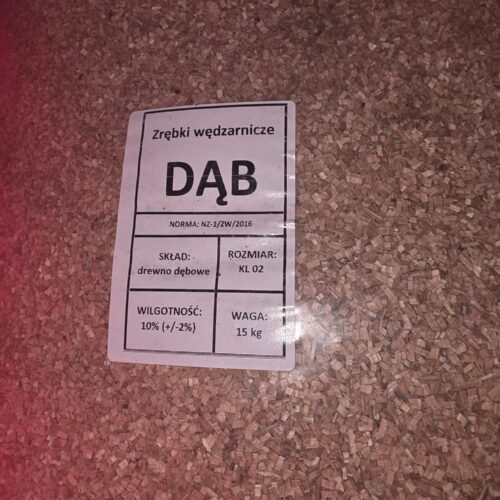 Zrębki wędzarnicze
DĄB
NORMA: NZ-1/ZW/2016
SKŁAD:
drewno dębowe
ROZMIAR:
KL 02
WILGOTNOŚĆ:
10% (+/-2%)
WAGA:
15 kg